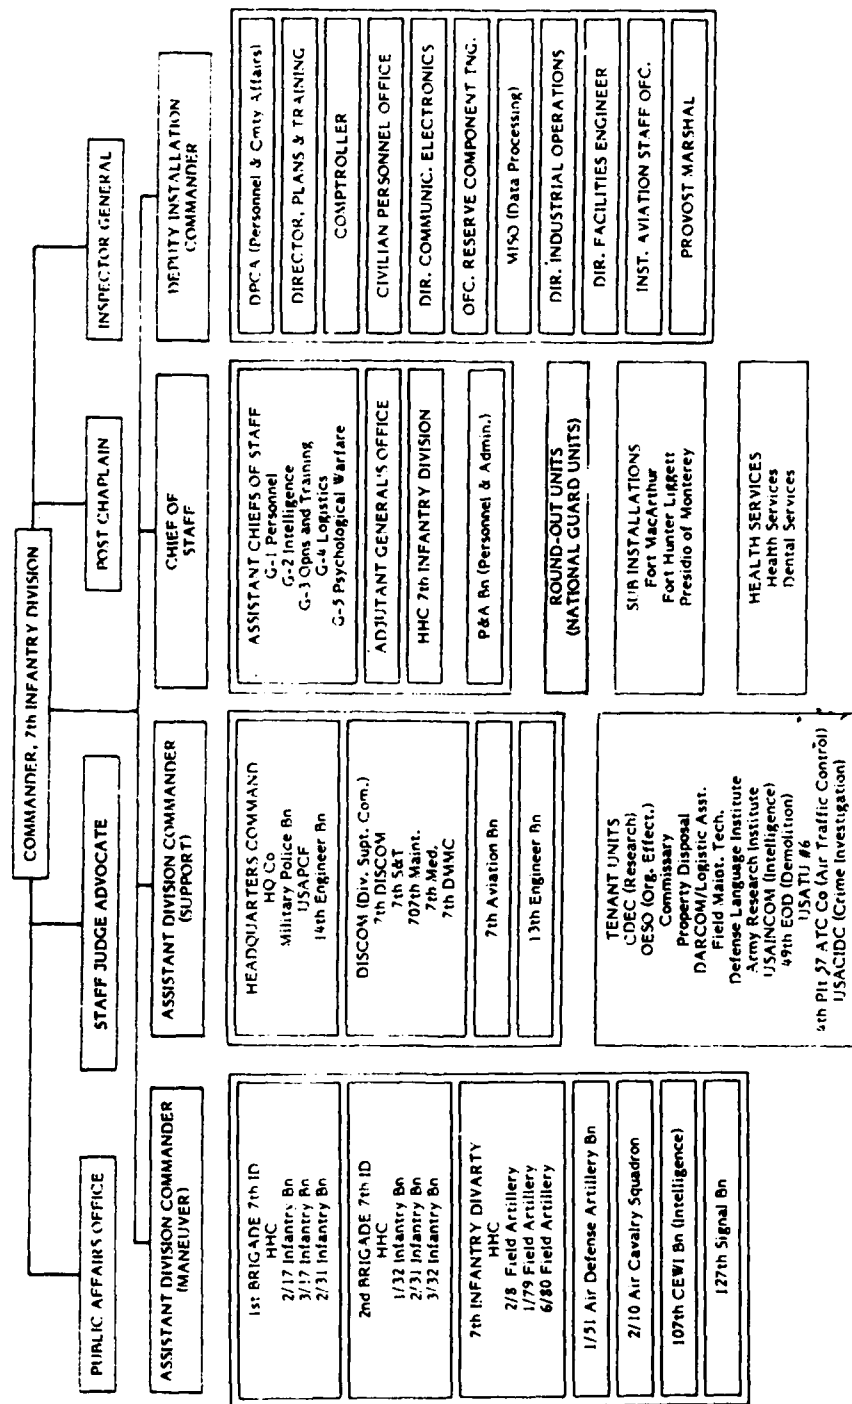 COMMANDER, 7th INFANTRY DIVISION
PUBLIC AFFAIRS OFFICE
STAFF JUDGE ADVOCATE
POST CHAPLAIN
INSPECTOR GENERAL
ASSISTANT DIVISION COMMANDER
(MANEUVER)
ASSISTANT DIVISION COMMANDER
(SUPPORT)
CHIEF OF
STAFF
DEPUTY INSTALLATION
COMMANDER
1st BRIGADE 7th ID
HHC
2/17 Infantry Bn
3/17 Infantry Bn
2/31 Infantry Bn
2nd BRIGADE 7th ID
HHC
1/32 Infantry Bn
2/31 Infantry Bn
3/32 Infantry Bn
7th INFANTRY DIVARTY
HHC
2/8 Field Artillery
1/79 Field Artillery
6/80 Field Artillery
1/51 Air Defense Artillery Bn
2/10 Air Cavalry Squadron
107th CEWI Bn (Intelligence)
127th Signal Bn
HEADQUARTERS COMMAND
HQ Co
Military Police Bn
USAPCF
14th Engineer Bn
DISCOM (Div. Supt. Com.)
7th DISCOM
7th S&T
707th Maint.
7th Med.
7th DMMC
7th Aviation Bn
13th Engineer Bn
TENANT UNITS
CDEC (Research)
OESO (Org. Effect.)
Commissary
Property Disposal
DARCOM/Logistic Asst.
Field Maint. Tech.
Defense Language Institute
Army Research Institute
USAINCOM (Intelligence)
49th EOD (Demolition)
USATU #6
4th Plt 57 ATC Co (Air Traffic Control)
USACIDC (Crime Investigation)
ASSISTANT CHIEFS OF STAFF
G-1 Personnel
G-2 Intelligence
G-3 Opns and Training
G-4 Logistics
G-5 Psychological Warfare
ADJUTANT GENERAL'S OFFICE
HHC 7th INFANTRY DIVISION
P&A Bn (Personnel & Admin.)
ROUND-OUT UNITS
(NATIONAL GUARD UNITS)
SUB INSTALLATIONS
Fort MacArthur
Fort Hunter Liggett
Presidio of Monterey
HEALTH SERVICES
Health Services
Dental Services
DPCA (Personnel & Cmty Affairs)
DIRECTOR, PLANS & TRAINING
COMPTROLLER
CIVILIAN PERSONNEL OFFICE
DIR. COMMUNIC. ELECTRONICS
OFC. RESERVE COMPONENT TNG.
MISO (Data Processing)
DIR. INDUSTRIAL OPERATIONS
DIR. FACILITIES ENGINEER
INST. AVIATION STAFF OFC.
PROVOST MARSHAL